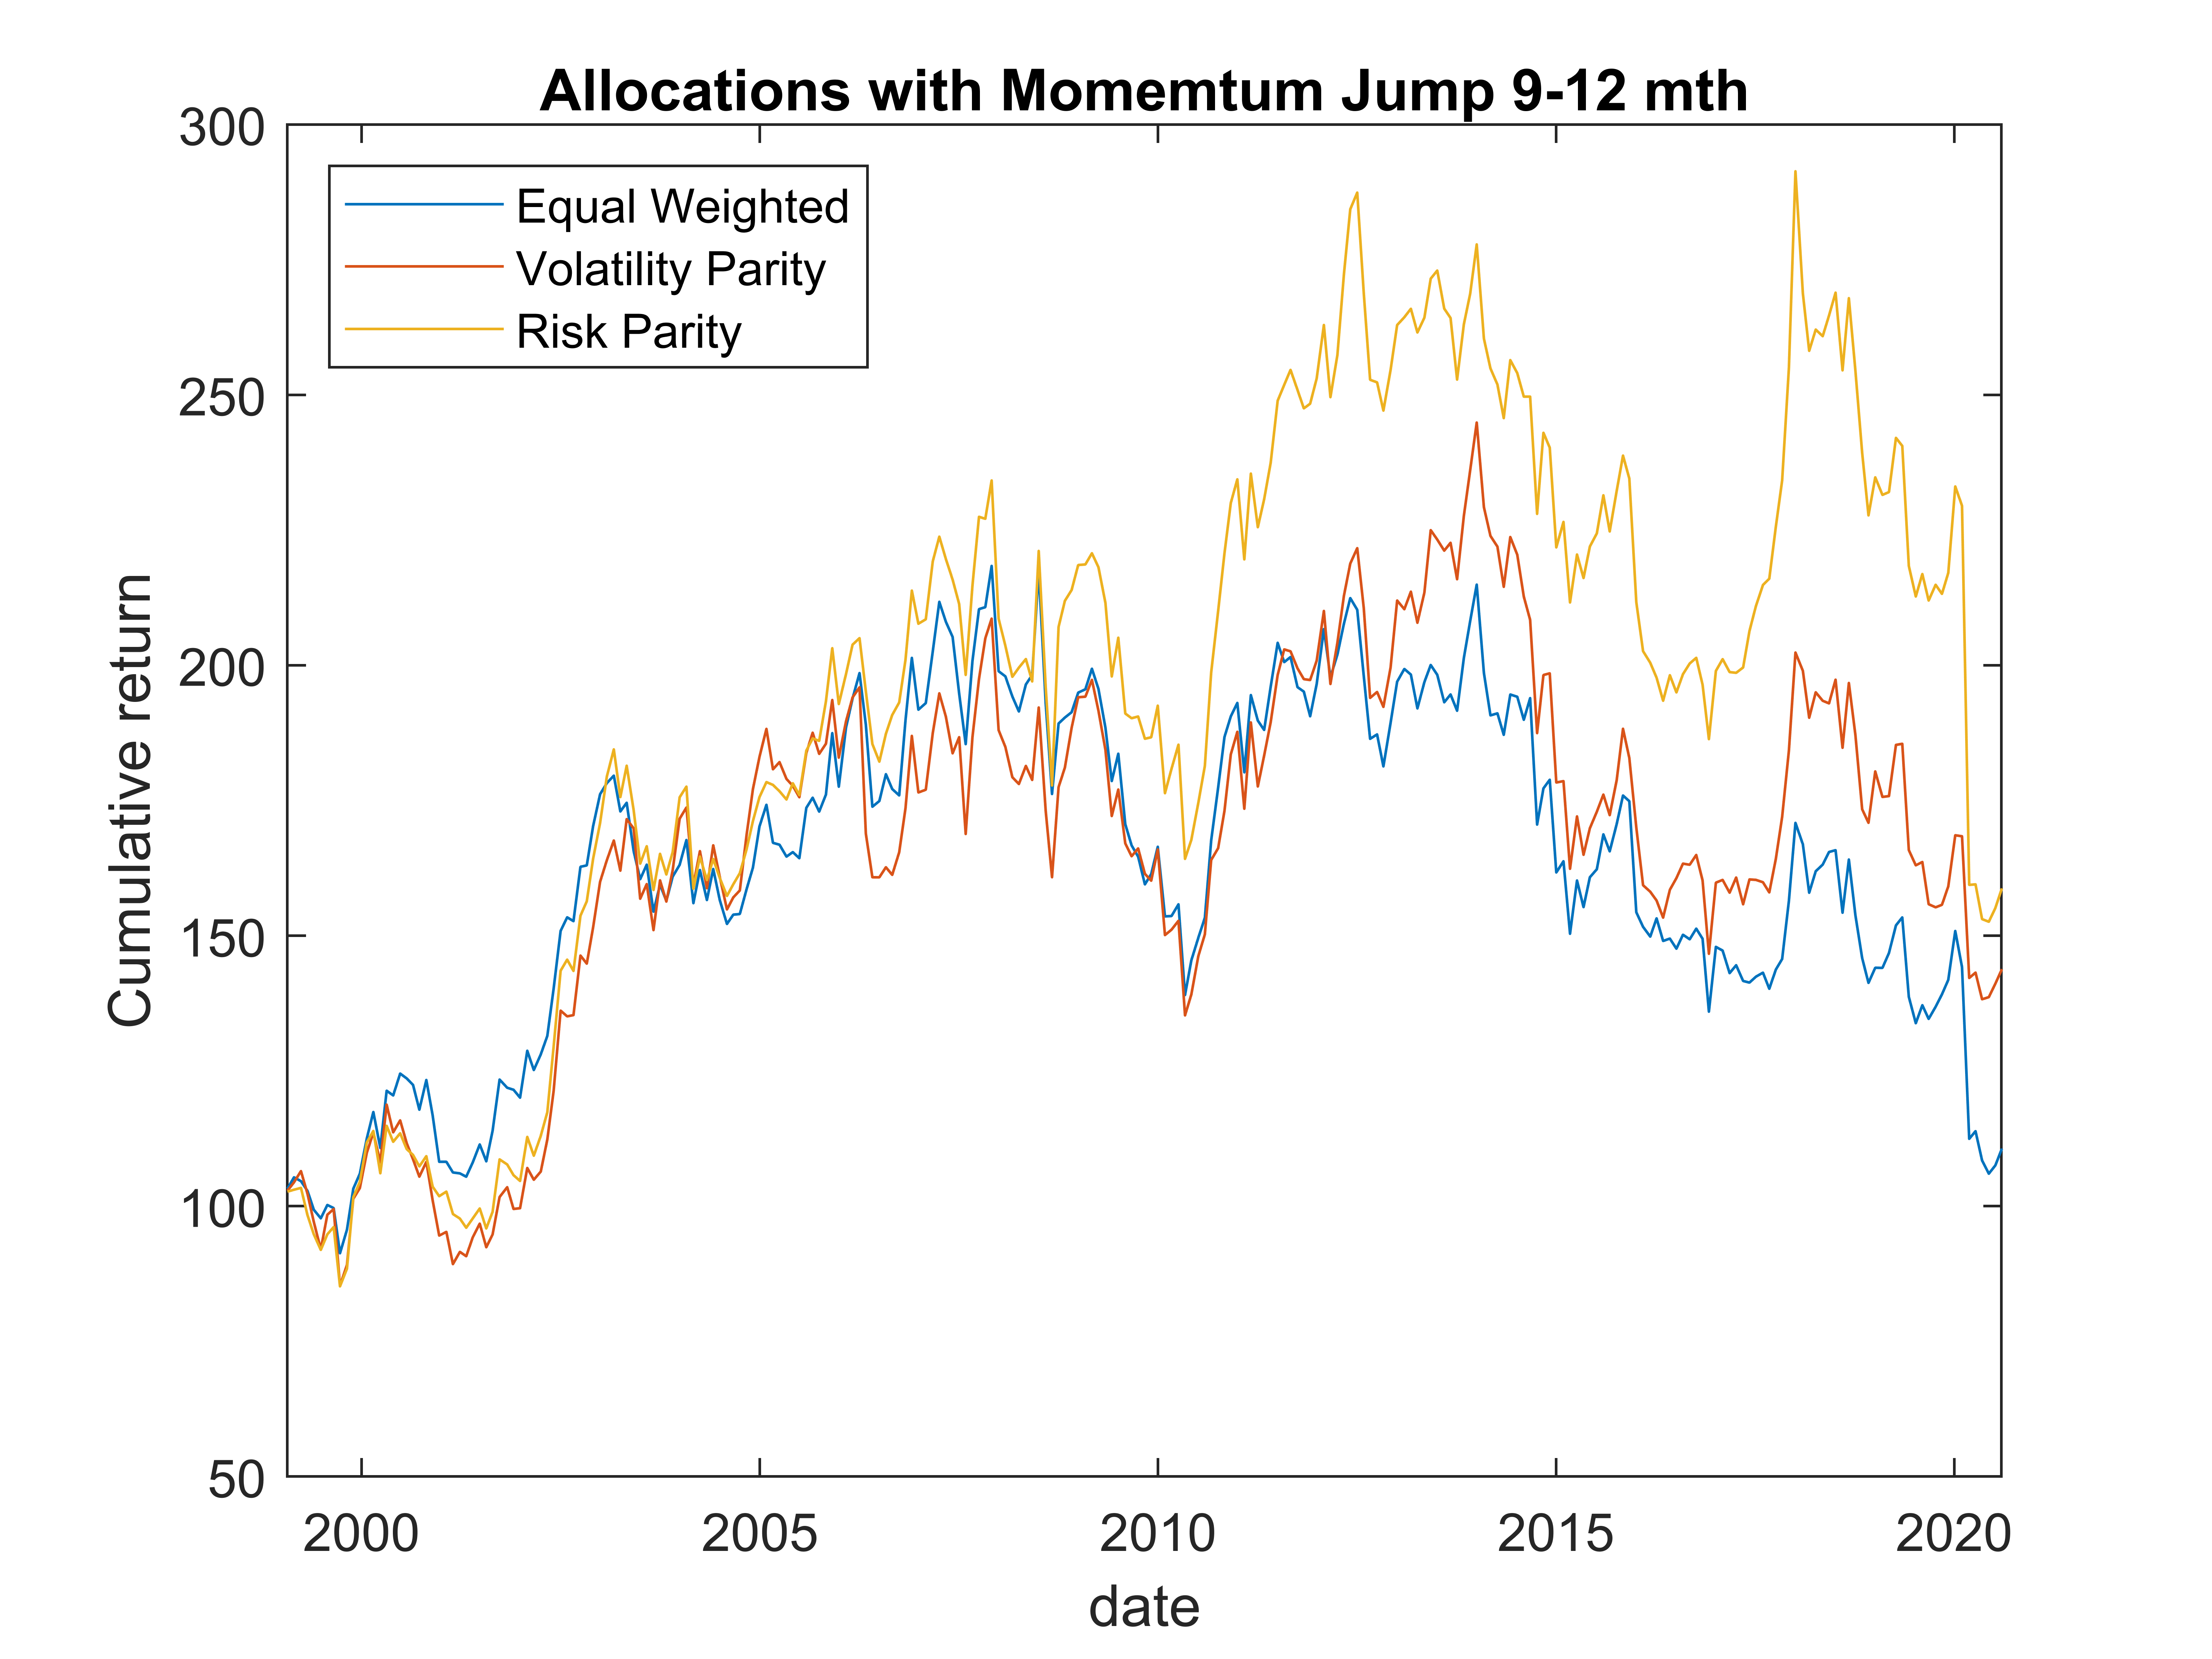 Allocations with Momemtum Jump 9-12 mth
300
250
200
150
100
50
Cumulative return
Equal Weighted
Volatility Parity
Risk Parity
2000 2005 2010 2015 2020
date